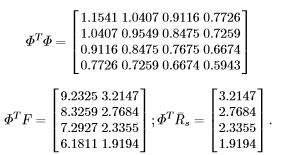 Φ^T Φ = [1.1541 1.0407 0.9116 0.7726
1.0407 0.9549 0.8475 0.7259
0.9116 0.8475 0.7675 0.6674
0.7726 0.7259 0.6674 0.5943]
Φ^T F = [9.2325 3.2147
8.3259 2.7684
7.2927 2.3355
6.1811 1.9194] ; Φ^T R̄_s = [3.2147
2.7684
2.3355
1.9194] .